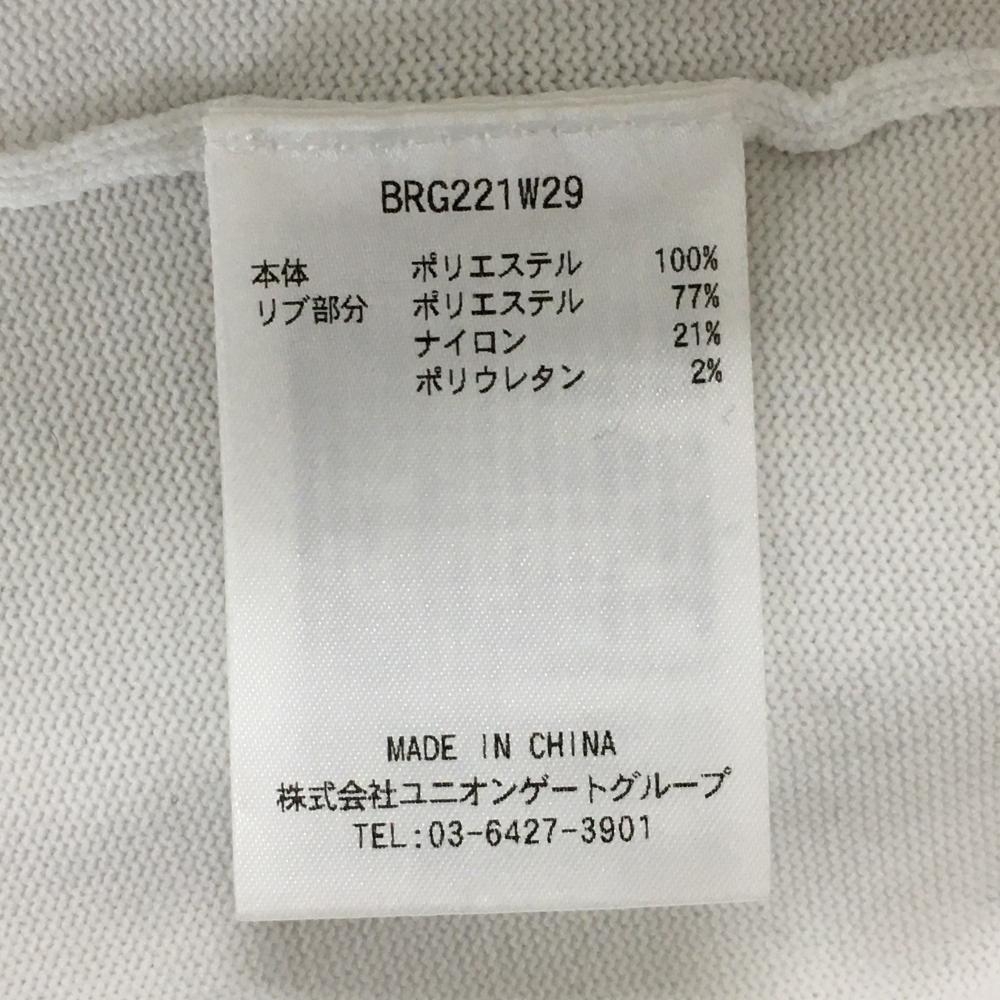 BRG221W29
本体 ポリエステル 100%
リブ部分 ポリエステル 77%
ナイロン 21%
ポリウレタン 2%
MADE IN CHINA
株式会社ユニオンゲートグループ
TEL:03-6427-3901